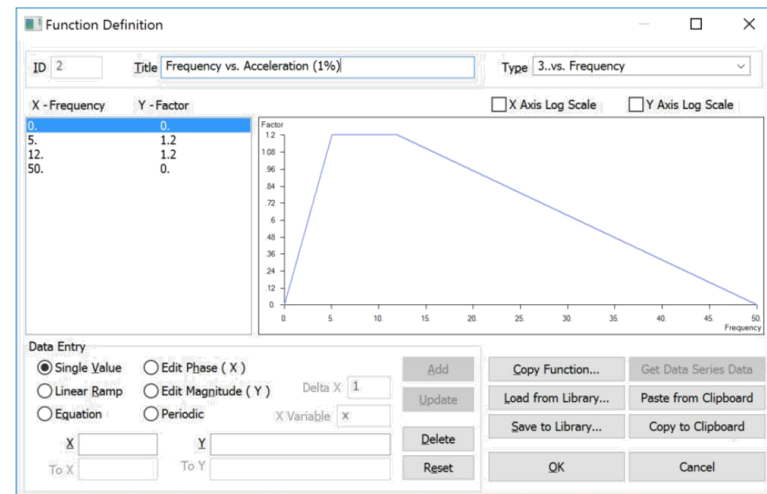 Function Definition
ID 2 Title Frequency vs. Acceleration (1%) Type 3..vs. Frequency
X - Frequency Y - Factor X Axis Log Scale Y Axis Log Scale
0. 0.
5. 1.2
12. 1.2
50. 0.
Factor
1.2
1.08
.96
.84
.72
.6
.48
.36
.24
.12
0.
0. 5. 10. 15. 20. 25. 30. 35. 40. 45. 50.
Frequency
Data Entry
Single Value Edit Phase ( X ) Add Copy Function... Get Data Series Data
Linear Ramp Edit Magnitude ( Y ) Delta X 1 Update Load from Library... Paste from Clipboard
Equation Periodic X Variable x Save to Library... Copy to Clipboard
X Y Delete
To X To Y Reset OK Cancel